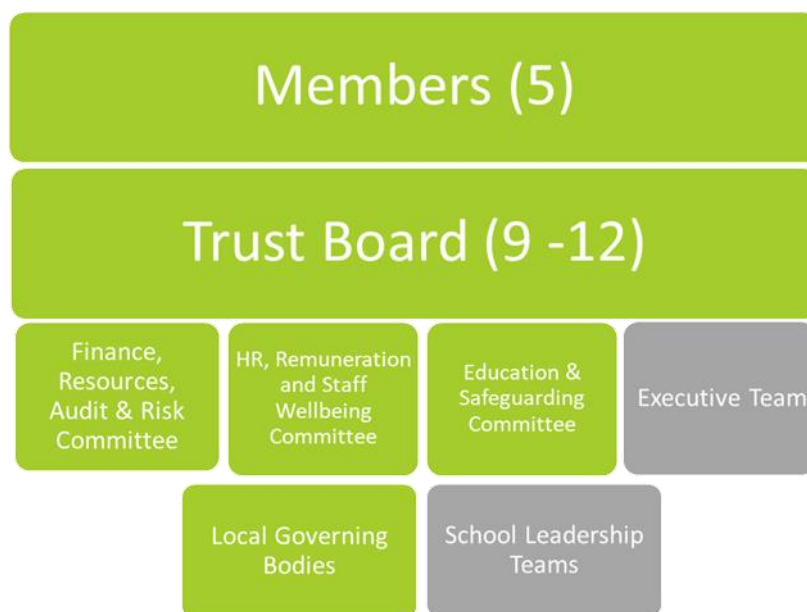 Members (5)
Trust Board (9 -12)
Finance,
Resources,
Audit & Risk
Committee
HR, Remuneration
and Staff
Wellbeing
Committee
Education &
Safeguarding
Committee
Executive Team
Local Governing
Bodies
School Leadership
Teams